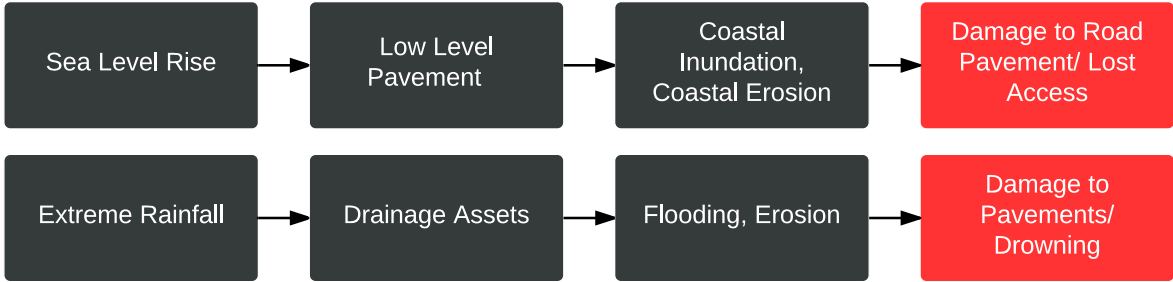 Sea Level Rise
Low Level
Pavement
Coastal
Inundation,
Coastal Erosion
Damage to Road
Pavement/ Lost
Access
Extreme Rainfall
Drainage Assets
Flooding, Erosion
Damage to
Pavements/
Drowning